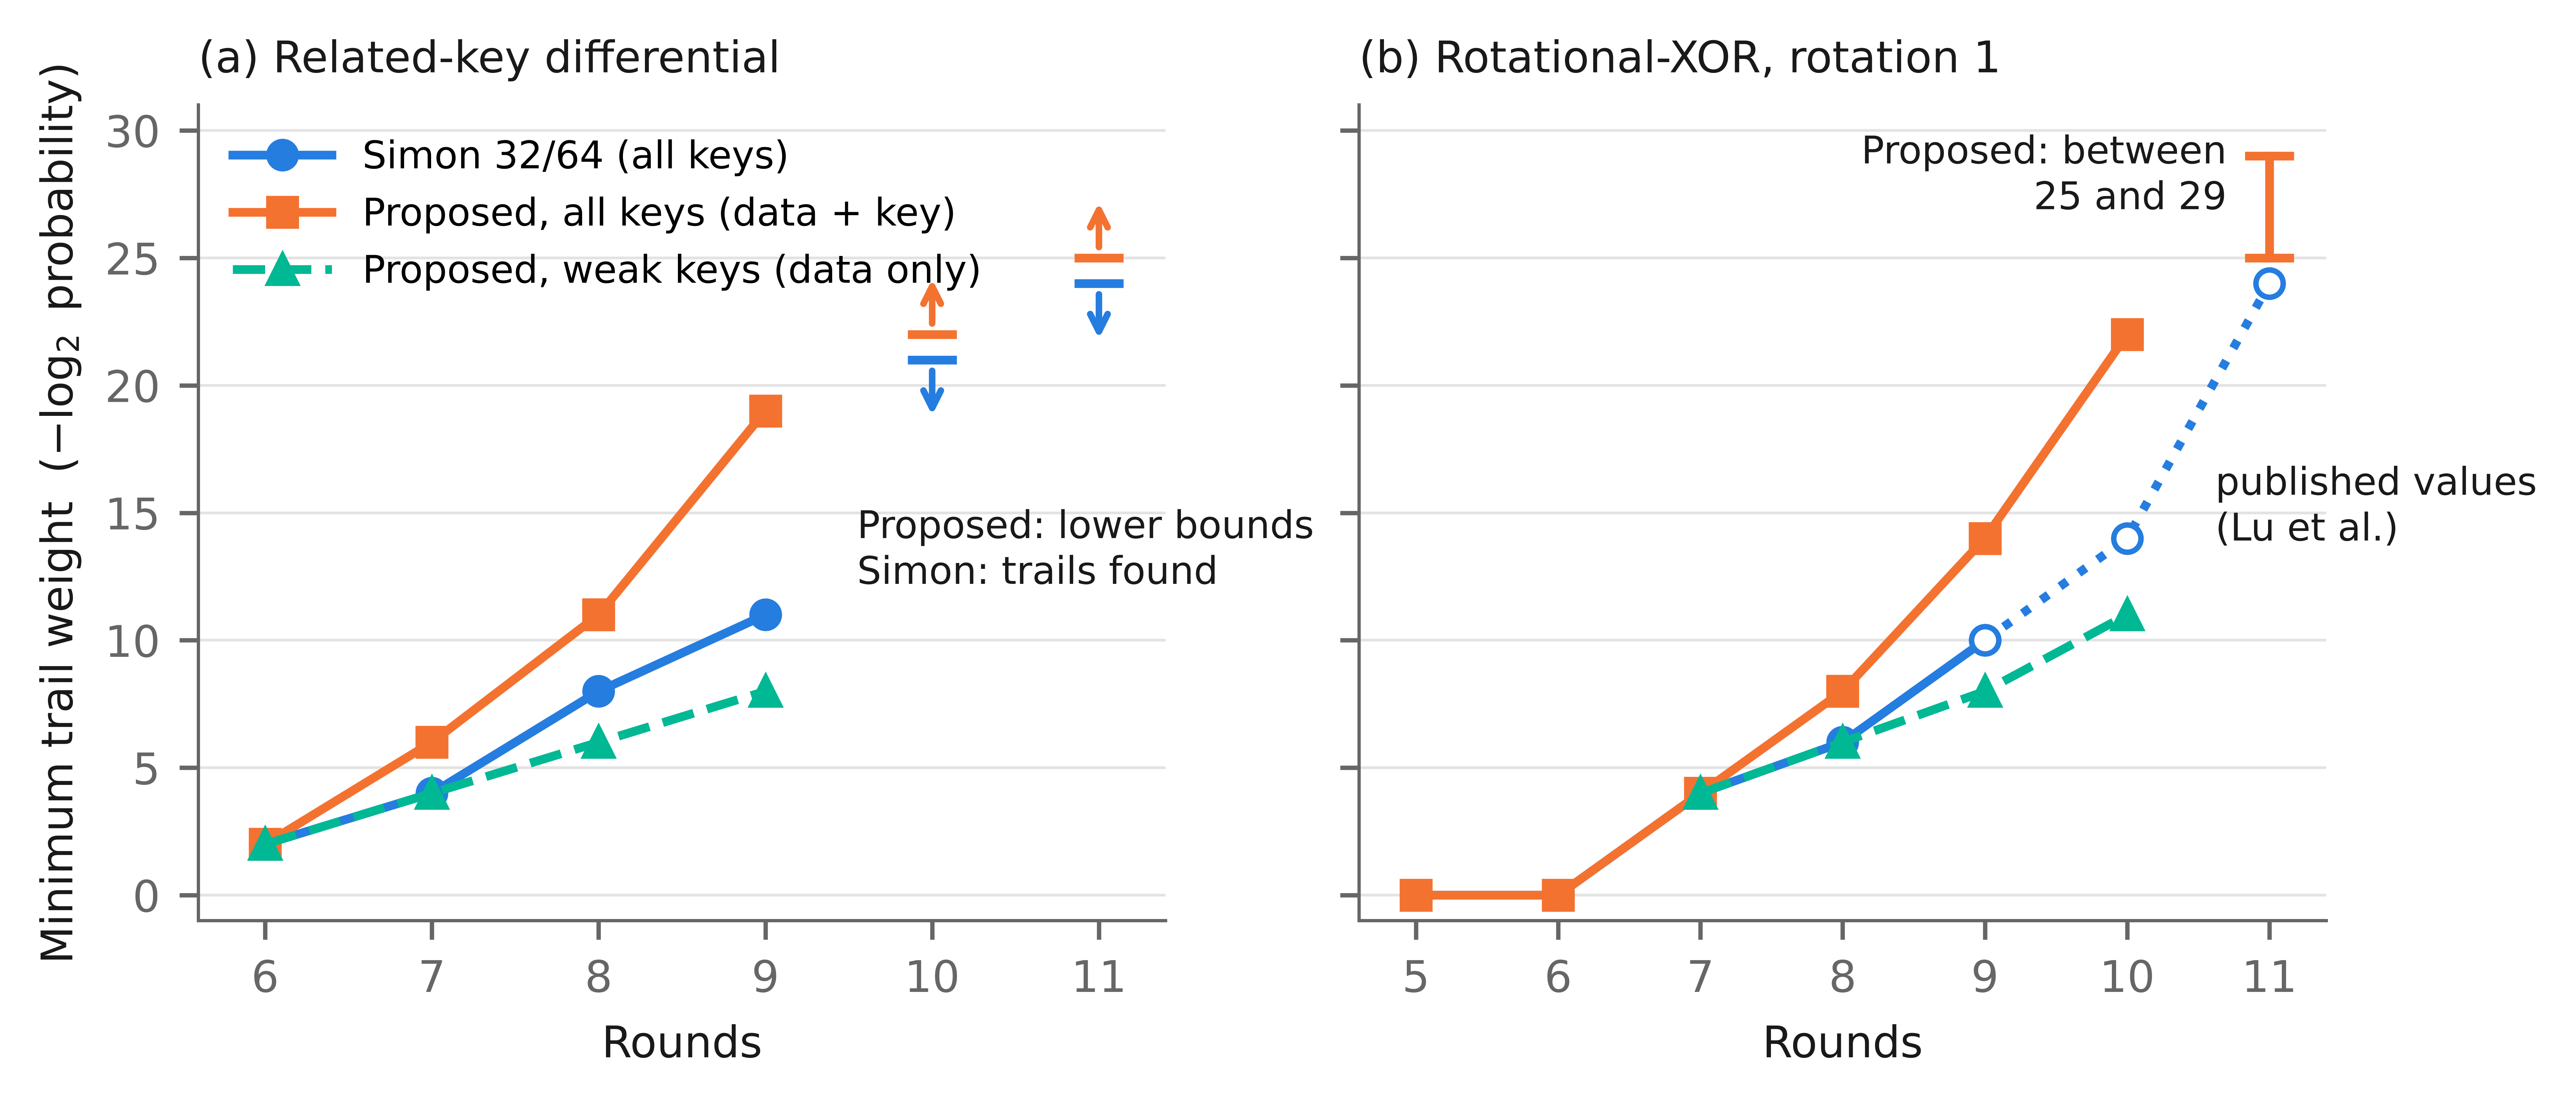 (a) Related-key differential
Minimum trail weight (−log₂ probability)
30
25
20
15
10
5
0
Simon 32/64 (all keys)
Proposed, all keys (data + key)
Proposed, weak keys (data only)
Proposed: lower bounds
Simon: trails found
6 7 8 9 10 11
Rounds
(b) Rotational-XOR, rotation 1
Proposed: between
25 and 29
published values
(Lu et al.)
5 6 7 8 9 10 11
Rounds